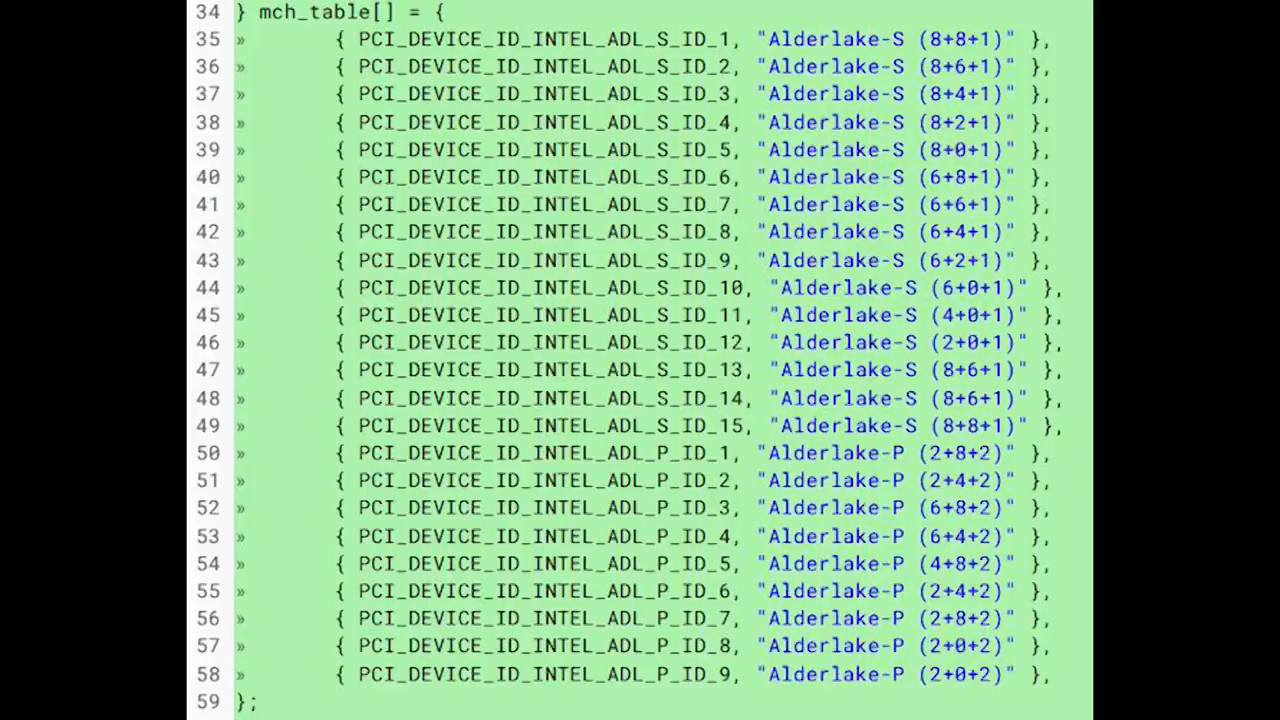 34 } mch_table[] = {
35 » { PCI_DEVICE_ID_INTEL_ADL_S_ID_1, "Alderlake-S (8+8+1)" },
36 » { PCI_DEVICE_ID_INTEL_ADL_S_ID_2, "Alderlake-S (8+6+1)" },
37 » { PCI_DEVICE_ID_INTEL_ADL_S_ID_3, "Alderlake-S (8+4+1)" },
38 » { PCI_DEVICE_ID_INTEL_ADL_S_ID_4, "Alderlake-S (8+2+1)" },
39 » { PCI_DEVICE_ID_INTEL_ADL_S_ID_5, "Alderlake-S (8+0+1)" },
40 » { PCI_DEVICE_ID_INTEL_ADL_S_ID_6, "Alderlake-S (6+8+1)" },
41 » { PCI_DEVICE_ID_INTEL_ADL_S_ID_7, "Alderlake-S (6+6+1)" },
42 » { PCI_DEVICE_ID_INTEL_ADL_S_ID_8, "Alderlake-S (6+4+1)" },
43 » { PCI_DEVICE_ID_INTEL_ADL_S_ID_9, "Alderlake-S (6+2+1)" },
44 » { PCI_DEVICE_ID_INTEL_ADL_S_ID_10, "Alderlake-S (6+0+1)" },
45 » { PCI_DEVICE_ID_INTEL_ADL_S_ID_11, "Alderlake-S (4+0+1)" },
46 » { PCI_DEVICE_ID_INTEL_ADL_S_ID_12, "Alderlake-S (2+0+1)" },
47 » { PCI_DEVICE_ID_INTEL_ADL_S_ID_13, "Alderlake-S (8+6+1)" },
48 » { PCI_DEVICE_ID_INTEL_ADL_S_ID_14, "Alderlake-S (8+6+1)" },
49 » { PCI_DEVICE_ID_INTEL_ADL_S_ID_15, "Alderlake-S (8+8+1)" },
50 » { PCI_DEVICE_ID_INTEL_ADL_P_ID_1, "Alderlake-P (2+8+2)" },
51 » { PCI_DEVICE_ID_INTEL_ADL_P_ID_2, "Alderlake-P (2+4+2)" },
52 » { PCI_DEVICE_ID_INTEL_ADL_P_ID_3, "Alderlake-P (6+8+2)" },
53 » { PCI_DEVICE_ID_INTEL_ADL_P_ID_4, "Alderlake-P (6+4+2)" },
54 » { PCI_DEVICE_ID_INTEL_ADL_P_ID_5, "Alderlake-P (4+8+2)" },
55 » { PCI_DEVICE_ID_INTEL_ADL_P_ID_6, "Alderlake-P (2+4+2)" },
56 » { PCI_DEVICE_ID_INTEL_ADL_P_ID_7, "Alderlake-P (2+8+2)" },
57 » { PCI_DEVICE_ID_INTEL_ADL_P_ID_8, "Alderlake-P (2+0+2)" },
58 » { PCI_DEVICE_ID_INTEL_ADL_P_ID_9, "Alderlake-P (2+0+2)" },
59 };